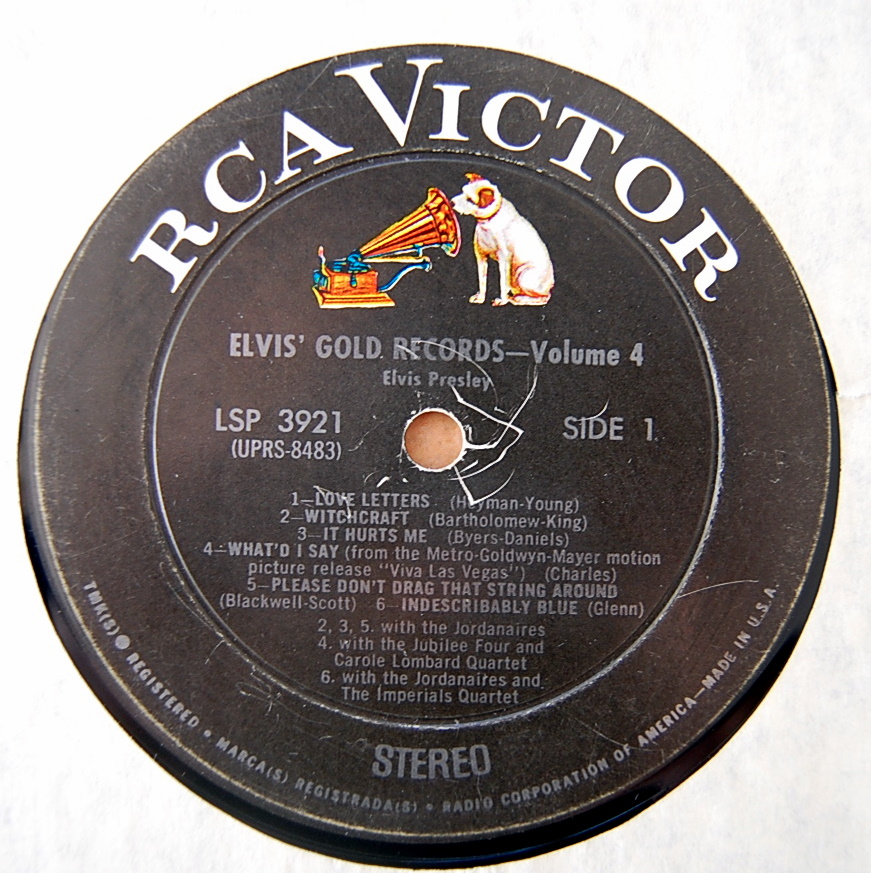 RCA VICTOR
ELVIS' GOLD RECORDS—Volume 4
Elvis Presley
LSP 3921
(UPRS-8483)
SIDE 1
1—LOVE LETTERS (Heyman-Young)
2—WITCHCRAFT (Bartholomew-King)
3—IT HURTS ME (Byers-Daniels)
4—WHAT'D I SAY (from the Metro-Goldwyn-Mayer motion
picture release "Viva Las Vegas") (Charles)
5—PLEASE DON'T DRAG THAT STRING AROUND
(Blackwell-Scott) 6—INDESCRIBABLY BLUE (Glenn)
2, 3, 5. with the Jordanaires
4. with the Jubilee Four and
Carole Lombard Quartet
6. with the Jordanaires and
The Imperials Quartet
STEREO
TMK(S) ® REGISTERED • MARCA(S) REGISTRADA(S) • RADIO CORPORATION OF AMERICA—MADE IN U.S.A.